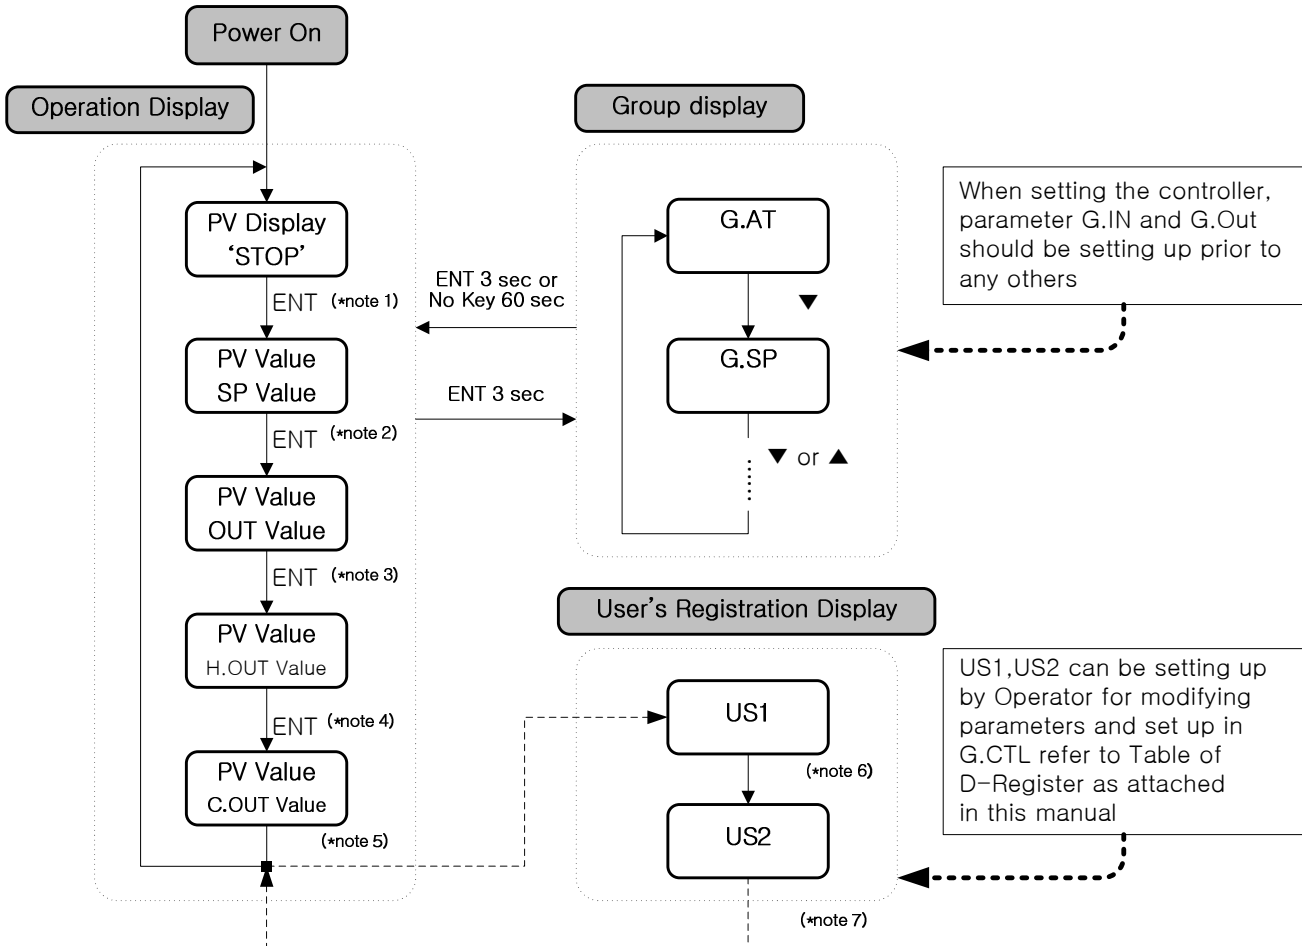 Power On
Operation Display
PV Display
‘STOP’
ENT (*note 1)
PV Value
SP Value
ENT (*note 2)
PV Value
OUT Value
ENT (*note 3)
PV Value
H.OUT Value
ENT (*note 4)
PV Value
C.OUT Value
(*note 5)
ENT 3 sec or
No Key 60 sec
ENT 3 sec
Group display
G.AT
▼
G.SP
▼ or ▲
When setting the controller,
parameter G.IN and G.Out
should be setting up prior to
any others
User’s Registration Display
US1
(*note 6)
US2
(*note 7)
US1,US2 can be setting up
by Operator for modifying
parameters and set up in
G.CTL refer to Table of
D-Register as attached
in this manual